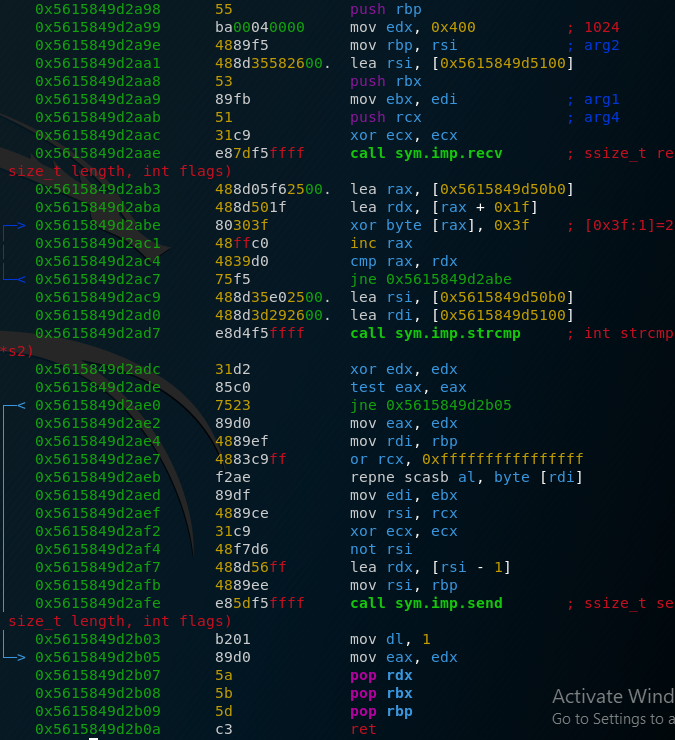 0x5615849d2a98 55 push rbp
0x5615849d2a99 ba00040000 mov edx, 0x400 ; 1024
0x5615849d2a9e 4889f5 mov rbp, rsi ; arg2
0x5615849d2aa1 488d35582600. lea rsi, [0x5615849d5100]
0x5615849d2aa8 53 push rbx
0x5615849d2aa9 89fb mov ebx, edi ; arg1
0x5615849d2aab 51 push rcx ; arg4
0x5615849d2aac 31c9 xor ecx, ecx
0x5615849d2aae e87df5ffff call sym.imp.recv ; ssize_t re
size_t length, int flags)
0x5615849d2ab3 488d05f62500. lea rax, [0x5615849d50b0]
0x5615849d2aba 488d501f lea rdx, [rax + 0x1f]
> 0x5615849d2abe 80303f xor byte [rax], 0x3f ; [0x3f:1]=2
0x5615849d2ac1 48ffc0 inc rax
0x5615849d2ac4 4839d0 cmp rax, rdx
< 0x5615849d2ac7 75f5 jne 0x5615849d2abe
0x5615849d2ac9 488d35e02500. lea rsi, [0x5615849d50b0]
0x5615849d2ad0 488d3d292600. lea rdi, [0x5615849d5100]
0x5615849d2ad7 e8d4f5ffff call sym.imp.strcmp ; int strcmp
*s2)
0x5615849d2adc 31d2 xor edx, edx
0x5615849d2ade 85c0 test eax, eax
< 0x5615849d2ae0 7523 jne 0x5615849d2b05
0x5615849d2ae2 89d0 mov eax, edx
0x5615849d2ae4 4889ef mov rdi, rbp
0x5615849d2ae7 4883c9ff or rcx, 0xffffffffffffffff
0x5615849d2aeb f2ae repne scasb al, byte [rdi]
0x5615849d2aed 89df mov edi, ebx
0x5615849d2aef 4889ce mov rsi, rcx
0x5615849d2af2 31c9 xor ecx, ecx
0x5615849d2af4 48f7d6 not rsi
0x5615849d2af7 488d56ff lea rdx, [rsi - 1]
0x5615849d2afb 4889ee mov rsi, rbp
0x5615849d2afe e85df5ffff call sym.imp.send ; ssize_t se
size_t length, int flags)
0x5615849d2b03 b201 mov dl, 1
> 0x5615849d2b05 89d0 mov eax, edx
0x5615849d2b07 5a pop rdx
0x5615849d2b08 5b pop rbx
0x5615849d2b09 5d pop rbp
0x5615849d2b0a c3 ret
Activate Wind
Go to Settings to a